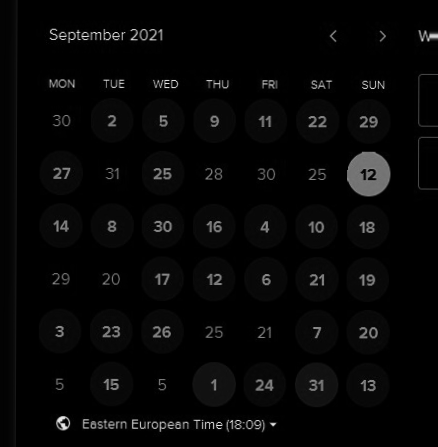 September 2021
MON TUE WED THU FRI SAT SUN
30 2 5 9 11 22 29
27 31 25 28 30 25 12
14 8 30 16 4 10 18
29 20 17 12 6 21 19
3 23 26 25 21 7 20
5 15 5 1 24 31 13
Eastern European Time (18:09)